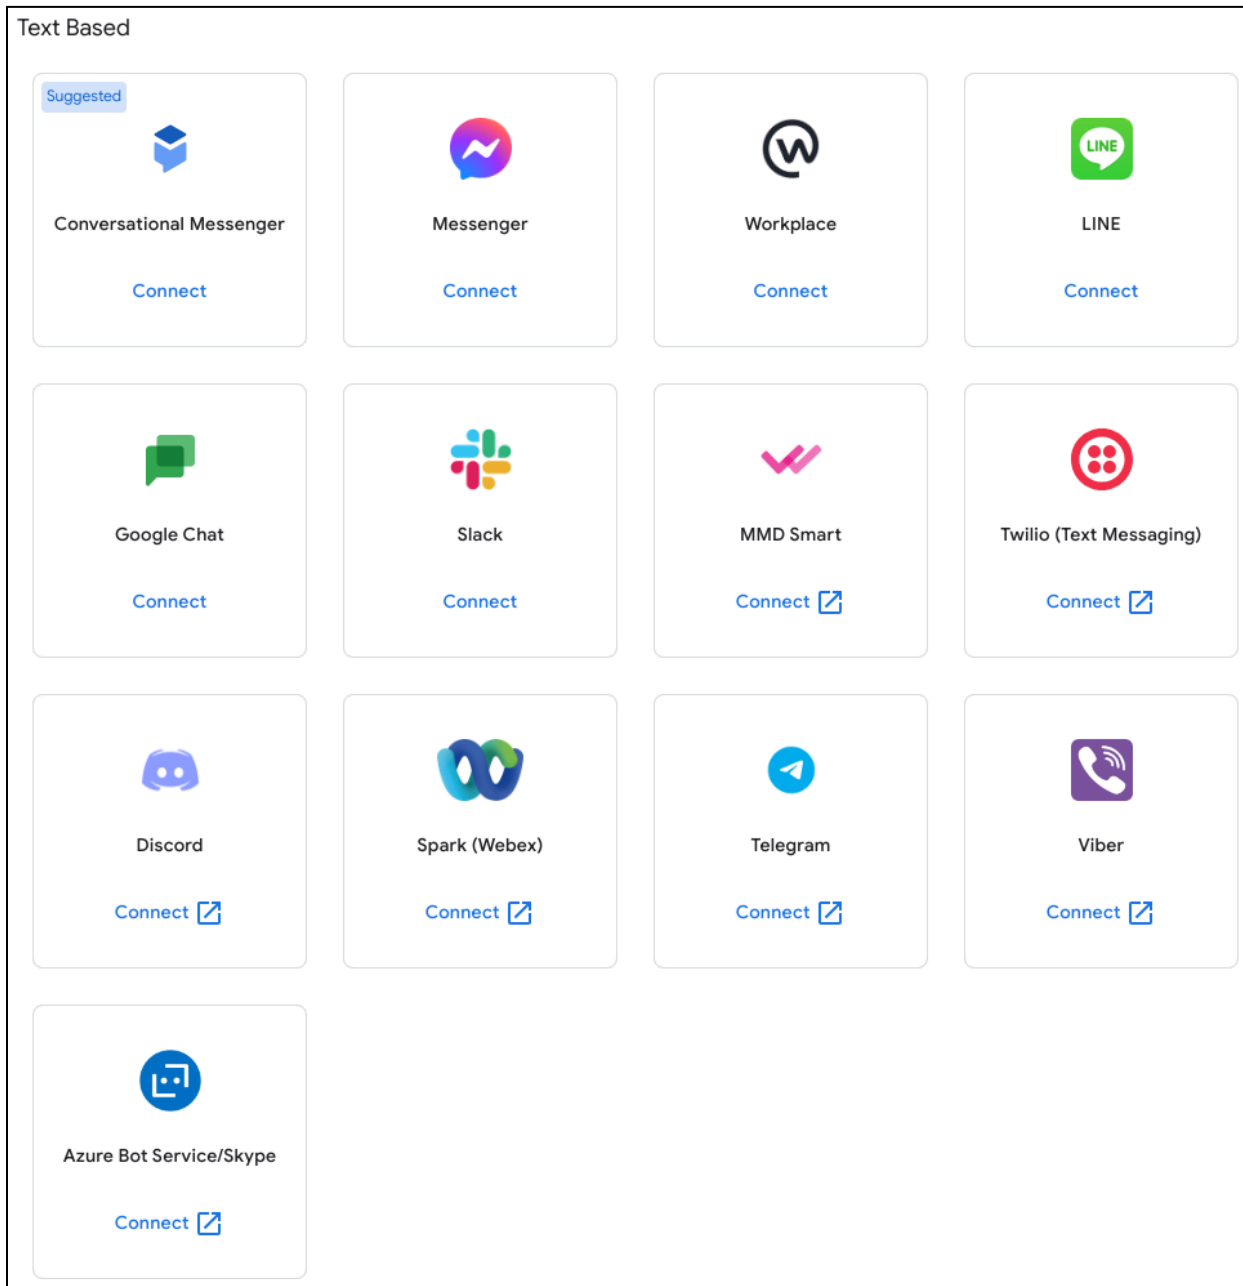 Text Based
Suggested
Conversational Messenger
Connect
Messenger
Connect
Workplace
Connect
LINE
LINE
Connect
Google Chat
Connect
Slack
Connect
MMD Smart
Connect
Twilio (Text Messaging)
Connect
Discord
Connect
Spark (Webex)
Connect
Telegram
Connect
Viber
Connect
Azure Bot Service/Skype
Connect